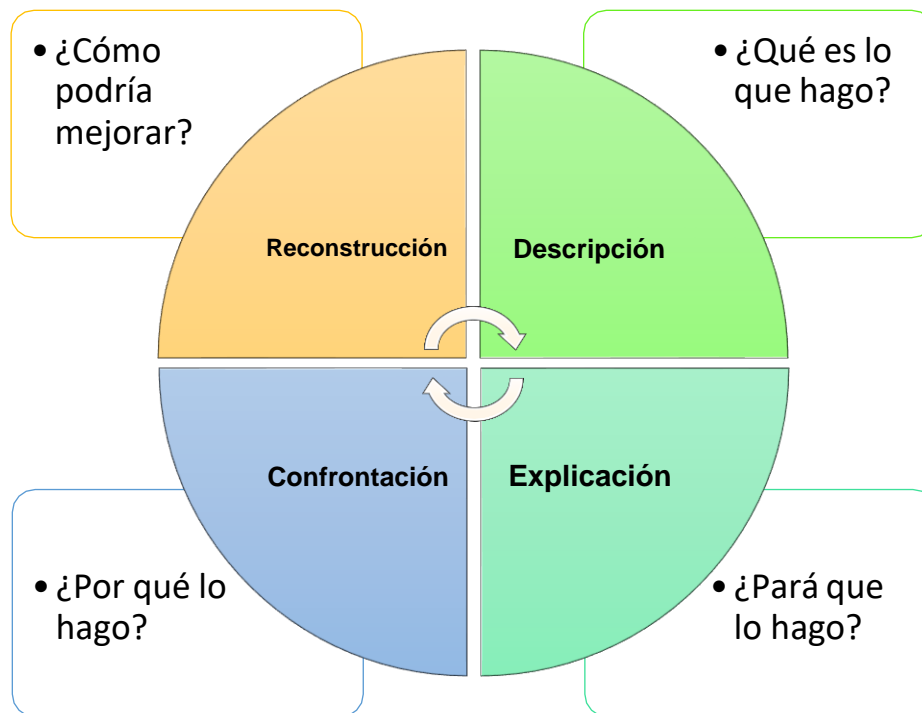 • ¿Cómo
podría
mejorar?
• ¿Qué es lo
que hago?
Reconstrucción
Descripción
Confrontación
Explicación
• ¿Por qué lo
hago?
• ¿Pará que
lo hago?